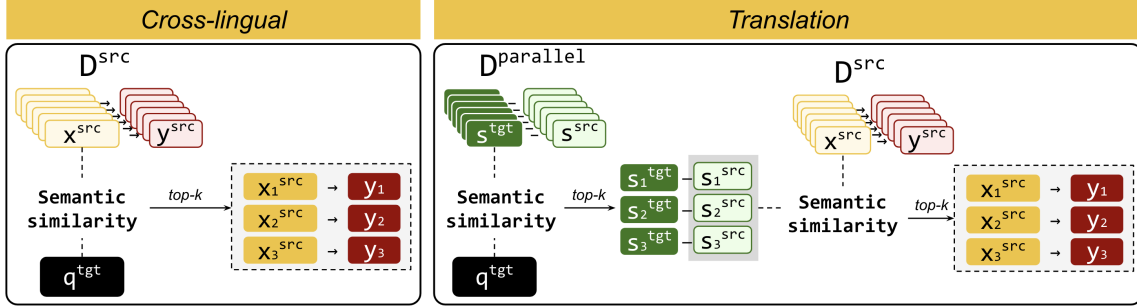 Cross-lingual
D^src
x^src
y^src
Semantic
similarity
top-k
x₁^src → y₁
x₂^src → y₂
x₃^src → y₃
q^tgt
Translation
D^parallel
s^tgt
s^src
Semantic
similarity
top-k
s₁^tgt s₁^src
s₂^tgt s₂^src
s₃^tgt s₃^src
q^tgt
D^src
x^src
y^src
Semantic
similarity
top-k
x₁^src → y₁
x₂^src → y₂
x₃^src → y₃